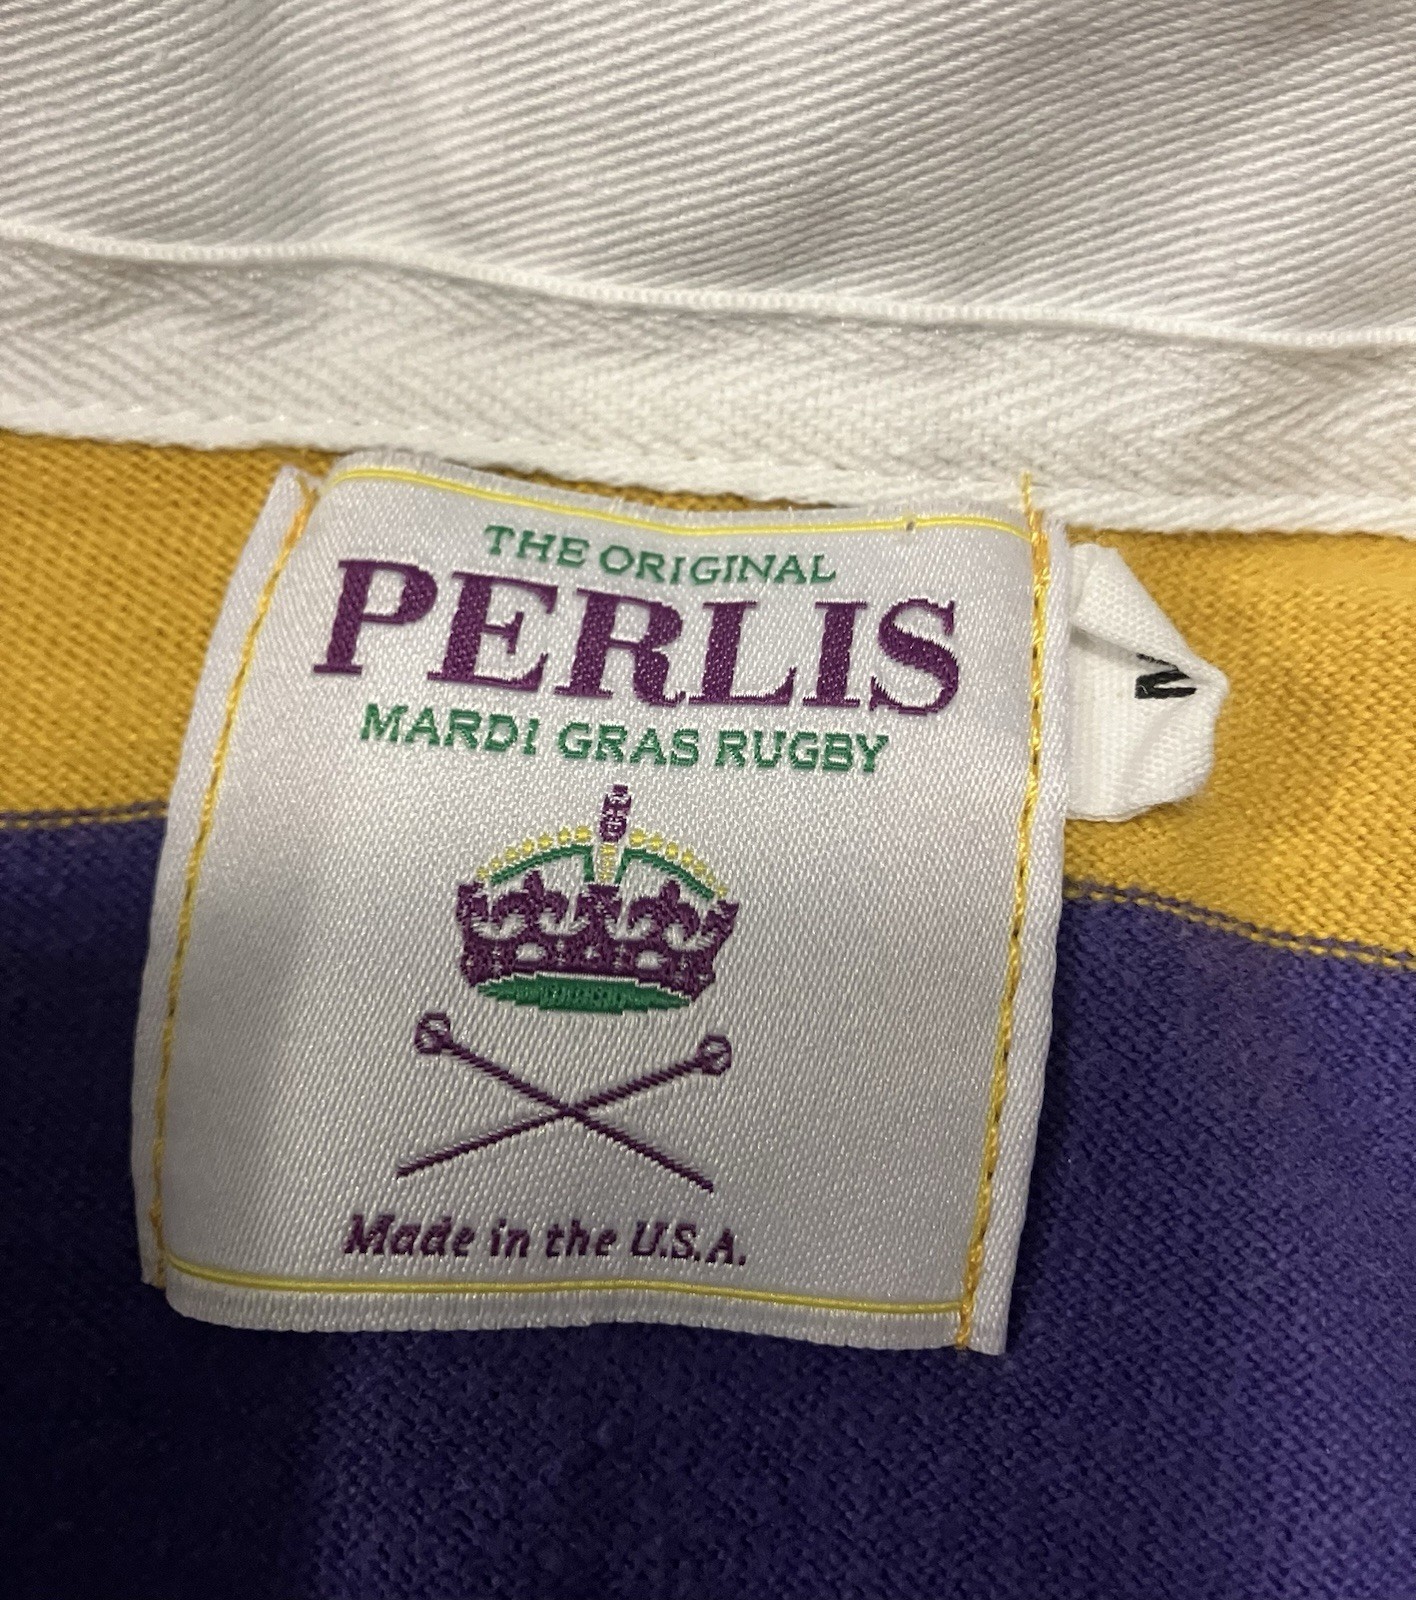 THE ORIGINAL
PERLIS
MARDI GRAS RUGBY
Made in the U.S.A.
M